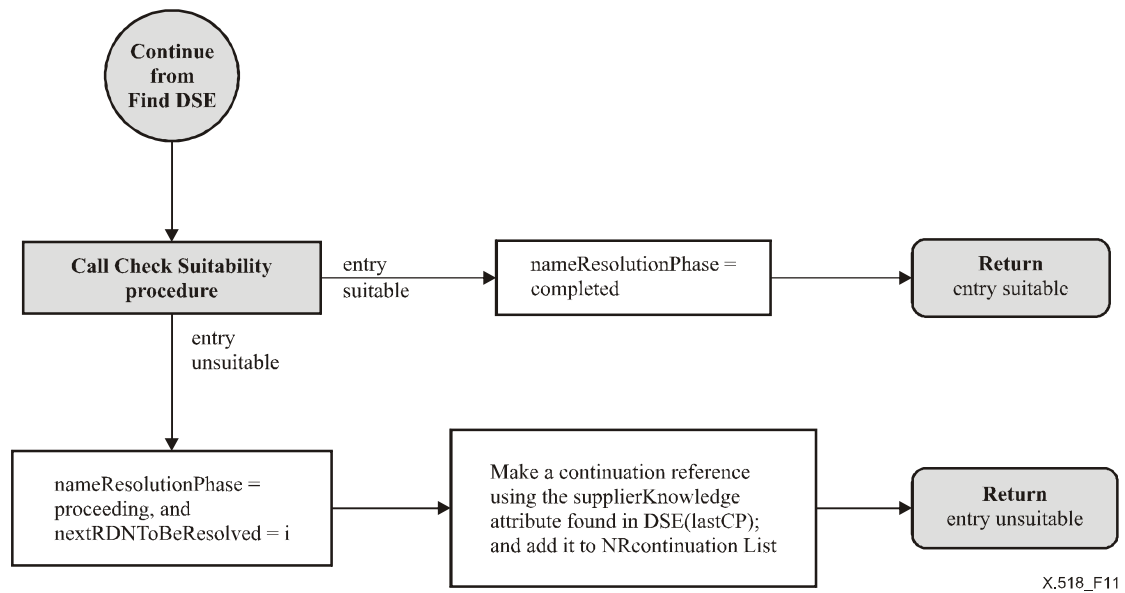 Continue
from
Find DSE
Call Check Suitability
procedure
entry
suitable
nameResolutionPhase =
completed
Return
entry suitable
entry
unsuitable
nameResolutionPhase =
proceeding, and
nextRDNToBeResolved = i
Make a continuation reference
using the supplierKnowledge
attribute found in DSE(lastCP);
and add it to NRcontinuation List
Return
entry unsuitable
X.518_F11